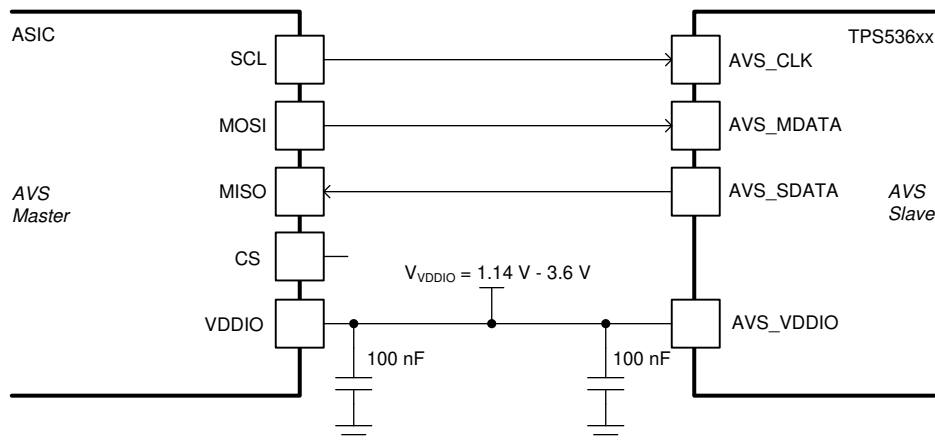 ASIC
TPS536xx
SCL
AVS_CLK
MOSI
AVS_MDATA
AVS
Master
MISO
AVS_SDATA
AVS
Slave
CS
VVDDIO = 1.14 V - 3.6 V
VDDIO
AVS_VDDIO
100 nF
100 nF